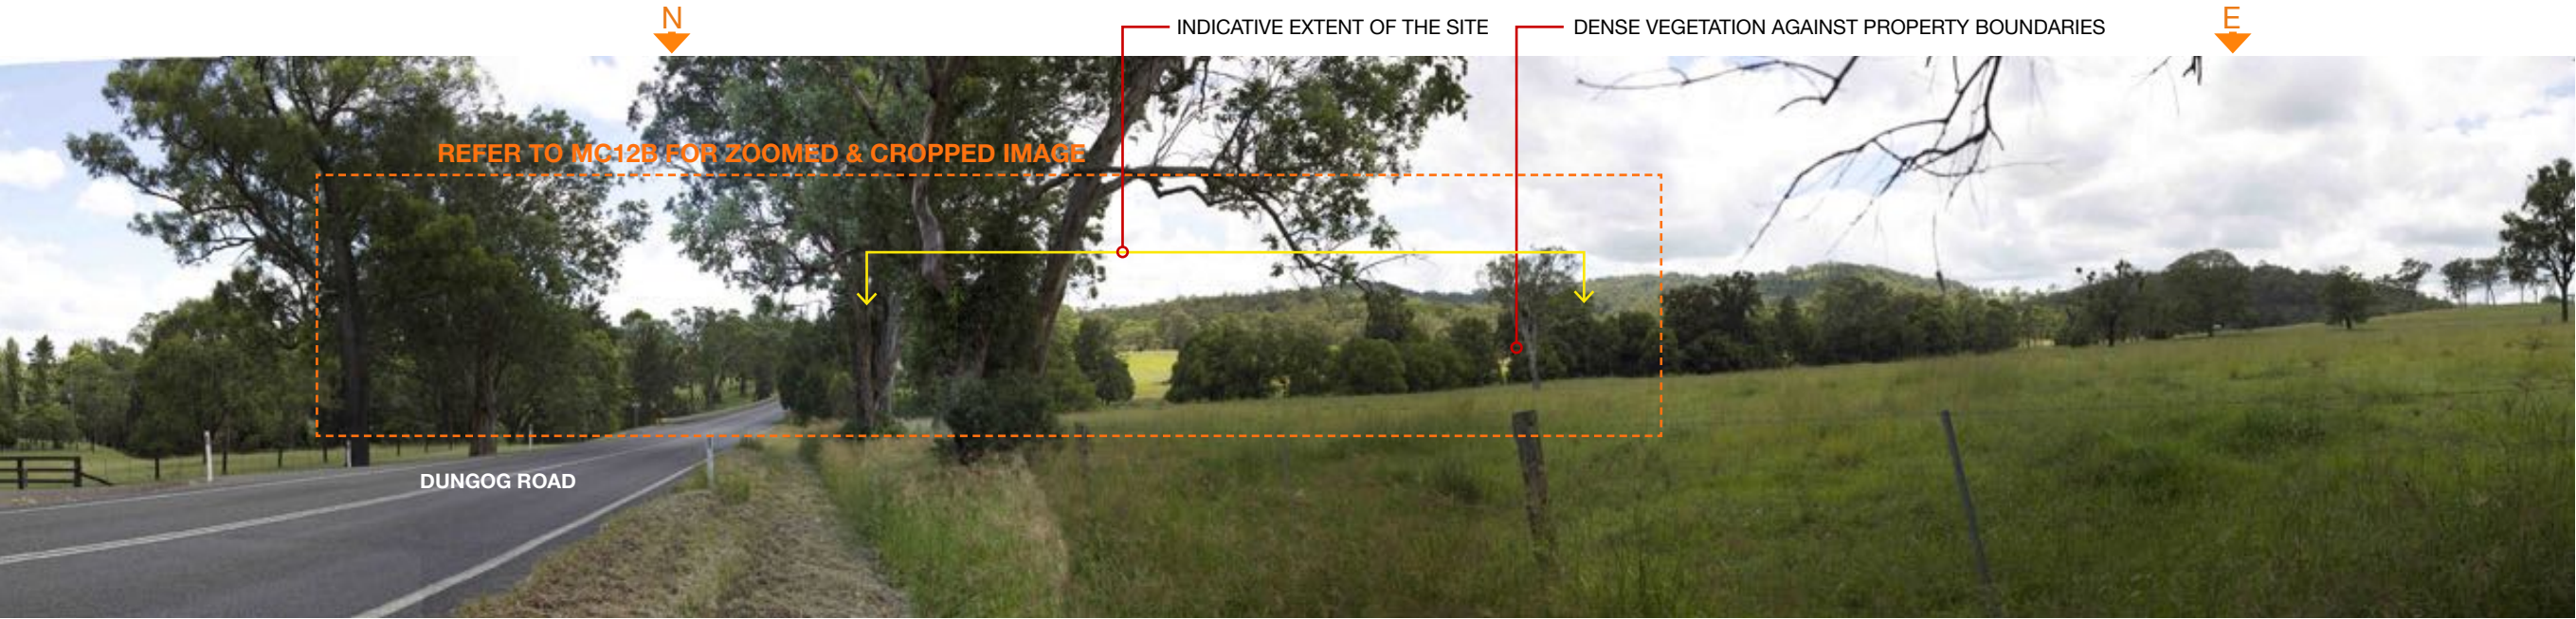 N
INDICATIVE EXTENT OF THE SITE
DENSE VEGETATION AGAINST PROPERTY BOUNDARIES
E
REFER TO MC12B FOR ZOOMED & CROPPED IMAGE
DUNGOG ROAD